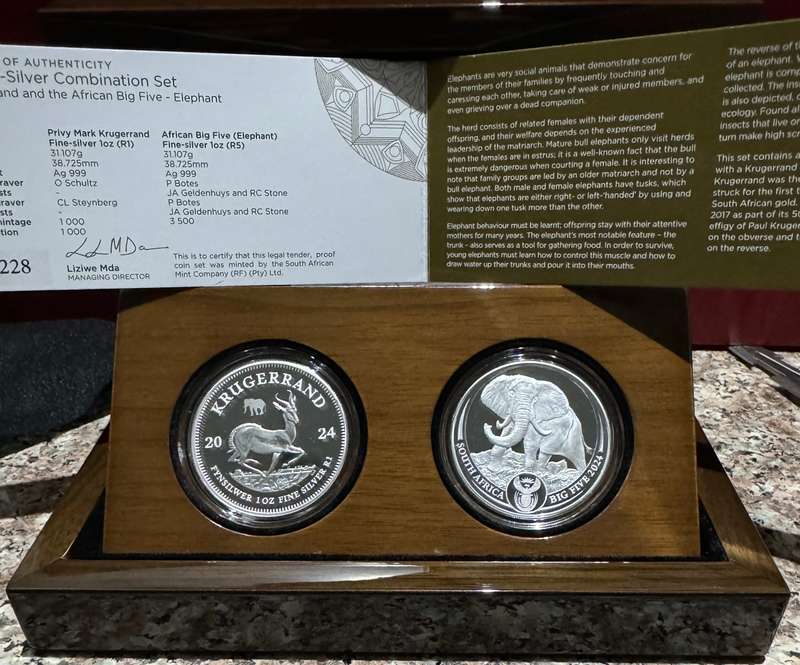 OF AUTHENTICITY
-Silver Combination Set
and and the African Big Five - Elephant
Privy Mark Krugerrand African Big Five (Elephant)
Fine-silver 1oz (R1) Fine-silver 1oz (R5)
31.107g 31.107g
38.725mm 38.725mm
Ag 999 Ag 999
raver O Schultz P Botes
sts - JA Geldenhuys and RC Stone
graver CL Steynberg P Botes
sts - JA Geldenhuys and RC Stone
mintage 1 000 3 500
tion 1 000
228
Liziwe Mda
MANAGING DIRECTOR
This is to certify that this legal tender, proof
coin set was minted by the South African
Mint Company (RF) (Pty) Ltd.
Elephants are very social animals that demonstrate concern for
the members of their families by frequently touching and
caressing each other, taking care of weak or injured members, and
even grieving over a dead companion.
The herd consists of related females with their dependent
offspring, and their welfare depends on the experienced
leadership of the matriarch. Mature bull elephants only visit herds
when the females are in estrus; it is a well-known fact that the bull
is extremely dangerous when courting a female. It is interesting to
note that family groups are led by an older matriarch and not by a
bull elephant. Both male and female elephants have tusks, which
show that elephants are either right- or left-'handed' by using and
wearing down one tusk more than the other.
Elephant behaviour must be learnt; offspring stay with their attentive
mothers for many years. The elephant's most notable feature – the
trunk - also serves as a tool for gathering food. In order to survive,
young elephants must learn how to control this muscle and how to
draw water up their trunks and pour it into their mouths.
The reverse of t
of an elephant. V
elephant is comp
collected. The ins
is also depicted,
ecology. Found al
insects that live on
turn make high scr
This set contains a
with a Krugerrand
Krugerrand was the
struck for the first t
South African gold.
2017 as part of its 50
effigy of Paul Kruger
on the obverse and t
on the reverse.
KRUGERRAND
20 24
FYNSILWER 1 OZ FINE SILVER R1
SOUTH AFRICA
BIG FIVE 2024